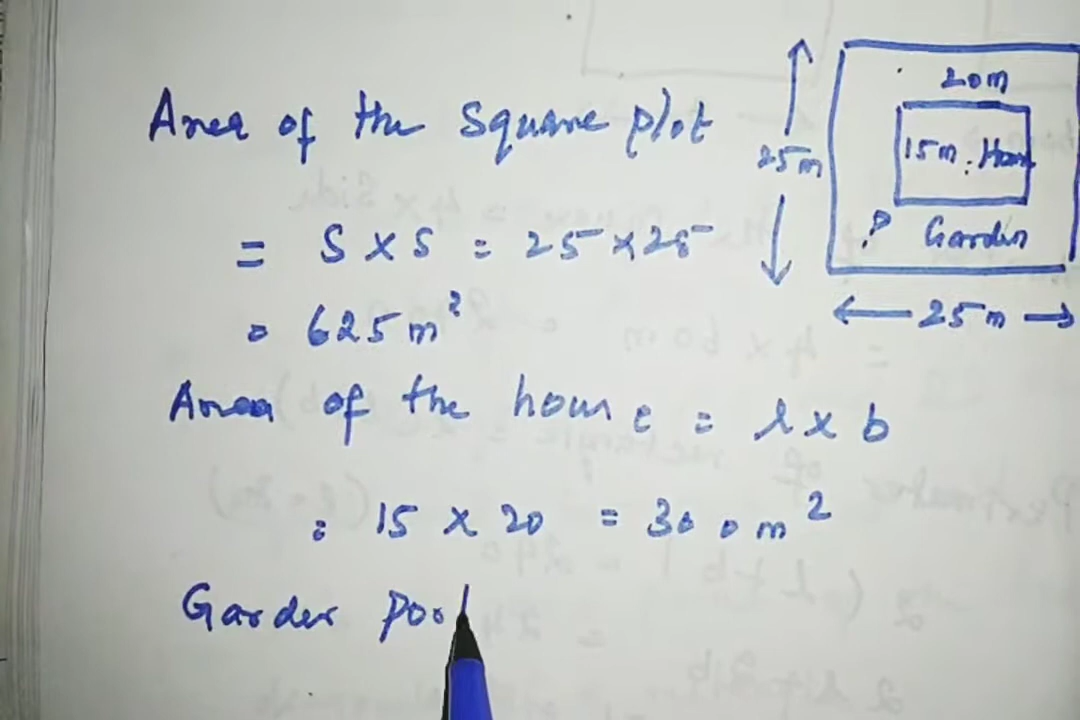 Area of the square plot
= S x S = 25 x 25
= 625 m²
Area of the house = l x b
= 15 x 20 = 300 m²
Garden
20m
15m. House
25m
P Garden
25m